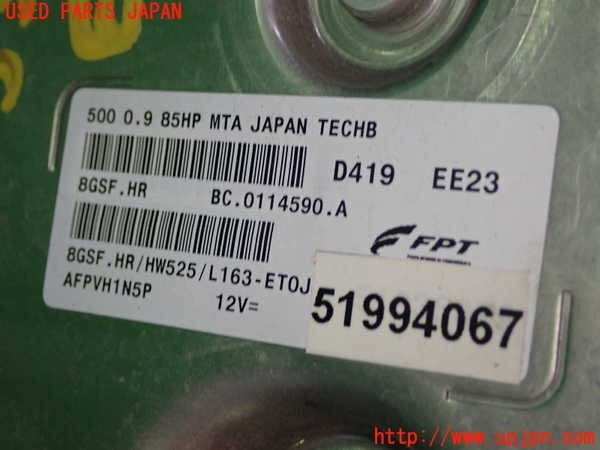 USED PARTS JAPAN
500 0.9 85HP MTA JAPAN TECHB
D419 EE23
8GSF.HR BC.0114590.A
FPT
8GSF.HR/HW525/L163-ET0J
AFPVH1N5P 12V=
51994067
http://www.upjpn.com